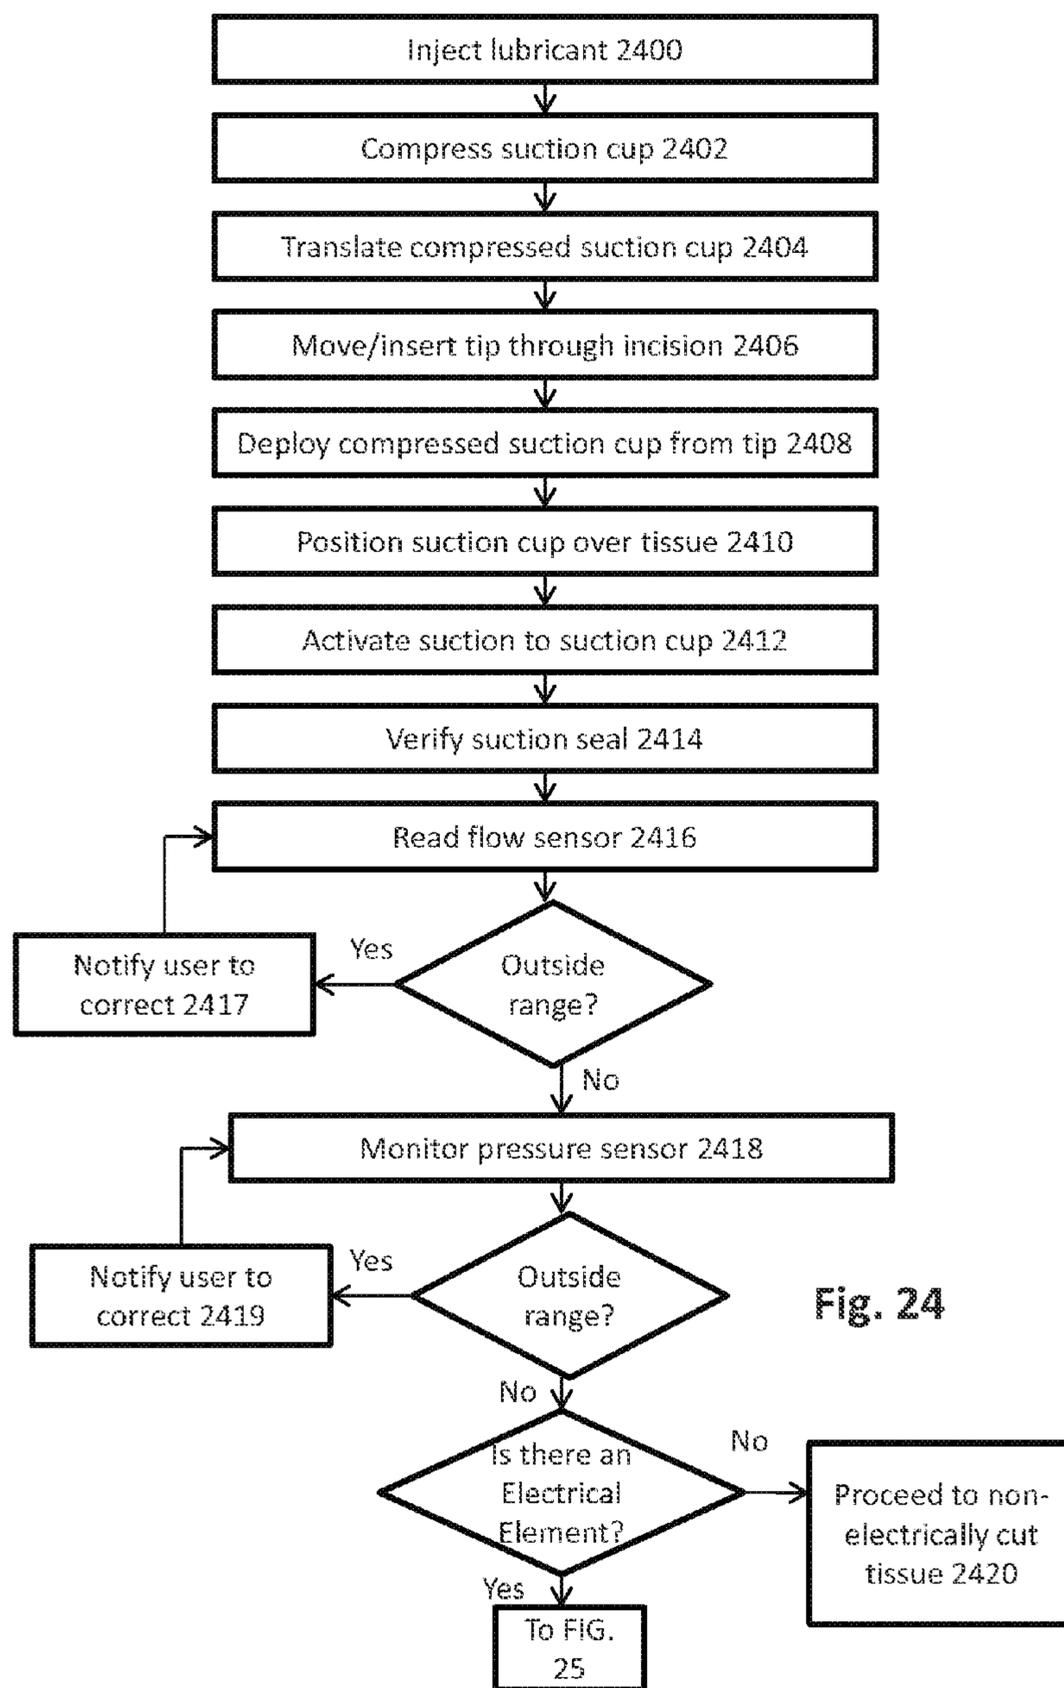 Inject lubricant 2400
Compress suction cup 2402
Translate compressed suction cup 2404
Move/insert tip through incision 2406
Deploy compressed suction cup from tip 2408
Position suction cup over tissue 2410
Activate suction to suction cup 2412
Verify suction seal 2414
Read flow sensor 2416
Notify user to
correct 2417
Yes
Outside
range?
No
Monitor pressure sensor 2418
Notify user to
correct 2419
Yes
Outside
range?
Fig. 24
No
Is there an
Electrical
Element?
No
Proceed to non-
electrically cut
tissue 2420
Yes
To FIG.
25